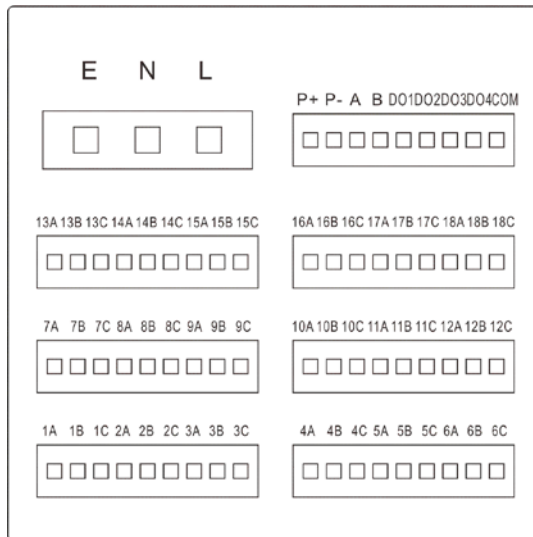 E N L
P+ P- A B DO1DO2DO3DO4COM
13A 13B 13C 14A 14B 14C 15A 15B 15C
16A 16B 16C 17A 17B 17C 18A 18B 18C
7A 7B 7C 8A 8B 8C 9A 9B 9C
10A 10B 10C 11A 11B 11C 12A 12B 12C
1A 1B 1C 2A 2B 2C 3A 3B 3C
4A 4B 4C 5A 5B 5C 6A 6B 6C